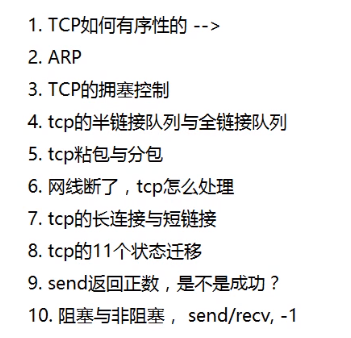 1. TCP如何有序性的 -->
2. ARP
3. TCP的拥塞控制
4. tcp的半链接队列与全链接队列
5. tcp粘包与分包
6. 网线断了，tcp怎么处理
7. tcp的长连接与短链接
8. tcp的11个状态迁移
9. send返回正数，是不是成功？
10. 阻塞与非阻塞， send/recv, -1